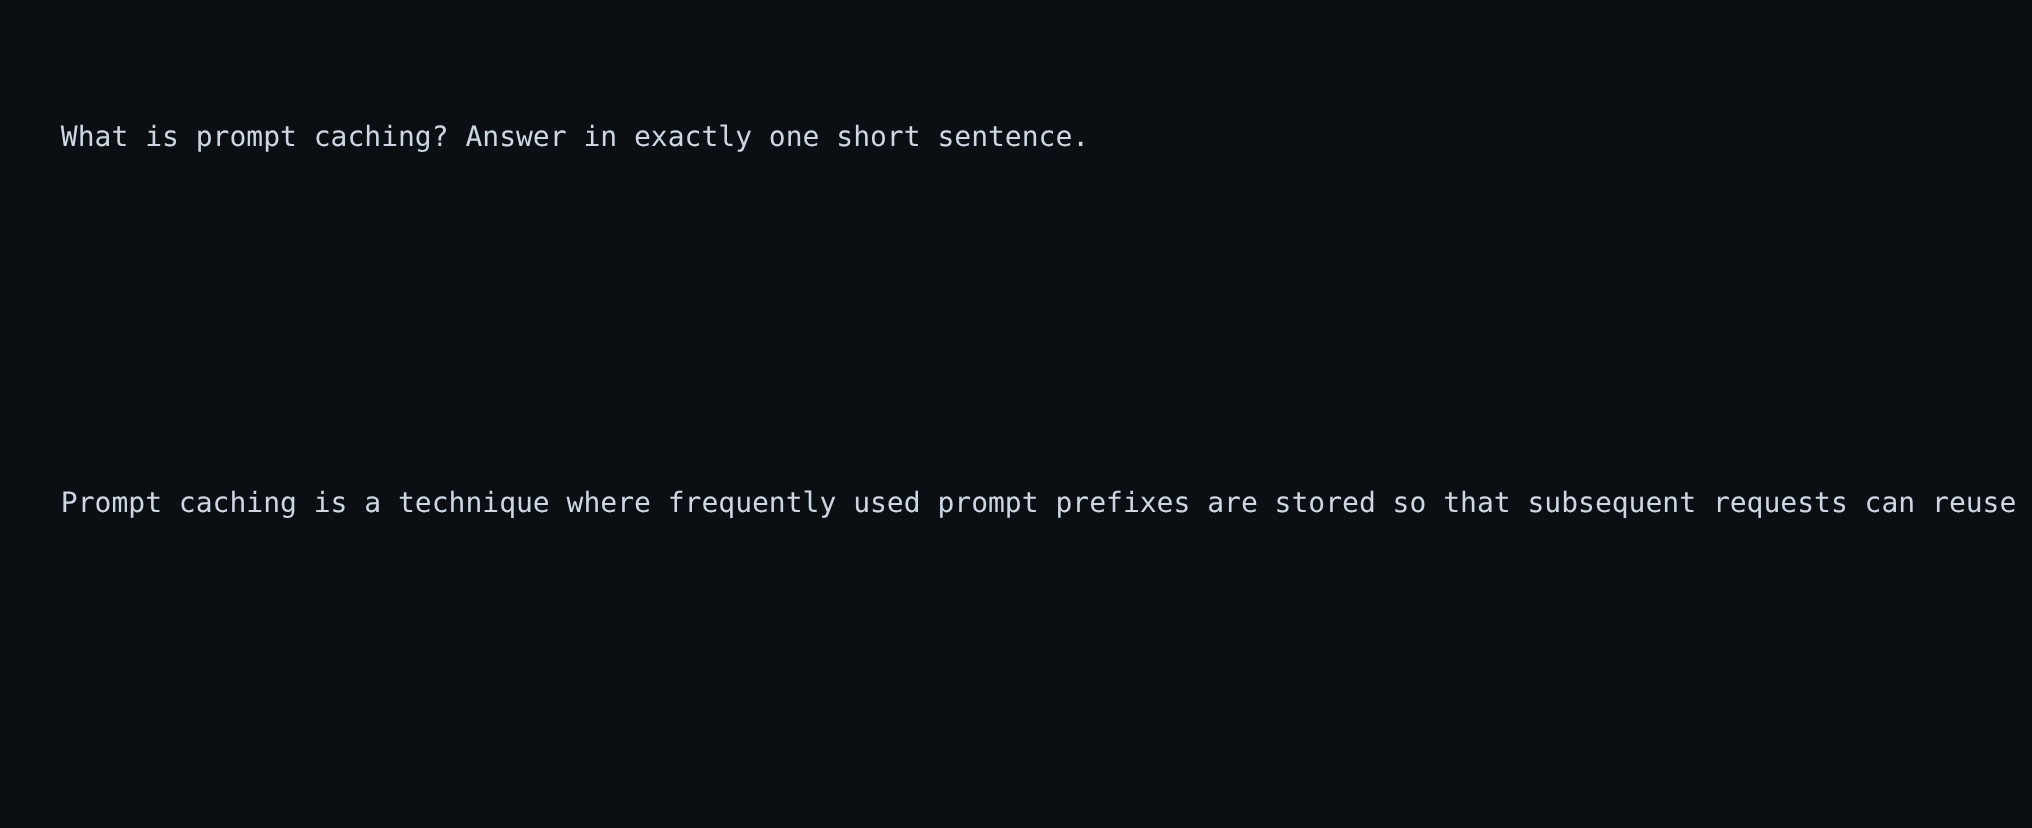 What is prompt caching? Answer in exactly one short sentence.
Prompt caching is a technique where frequently used prompt prefixes are stored so that subsequent requests can reuse